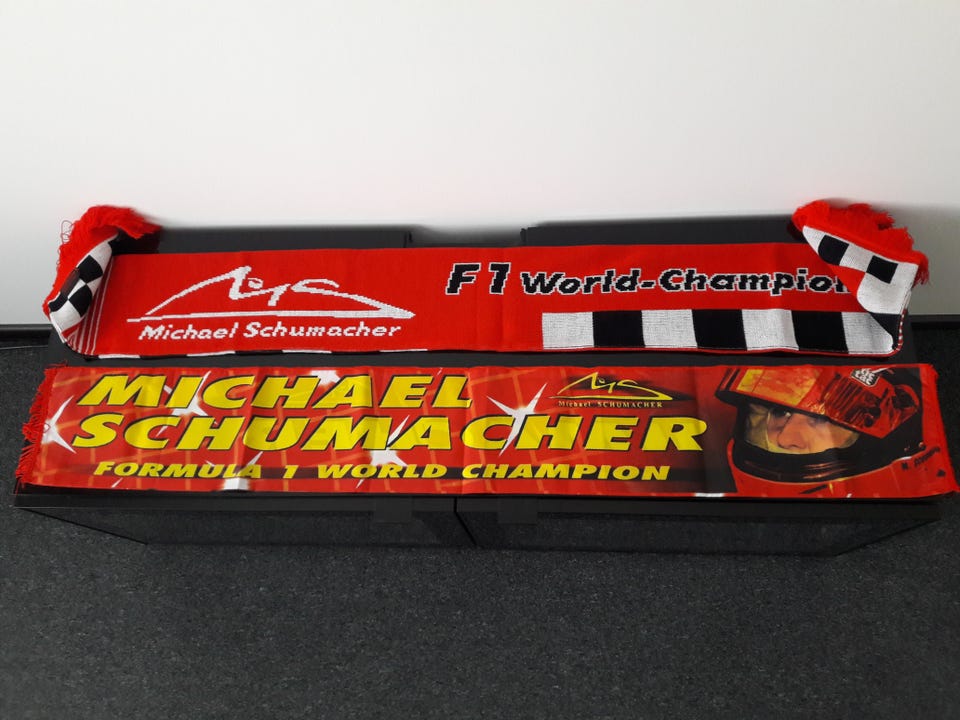 Michael Schumacher
F1 World-Champion
MICHAEL
SCHUMACHER
FORMULA 1 WORLD CHAMPION
Michael SCHUMACHER